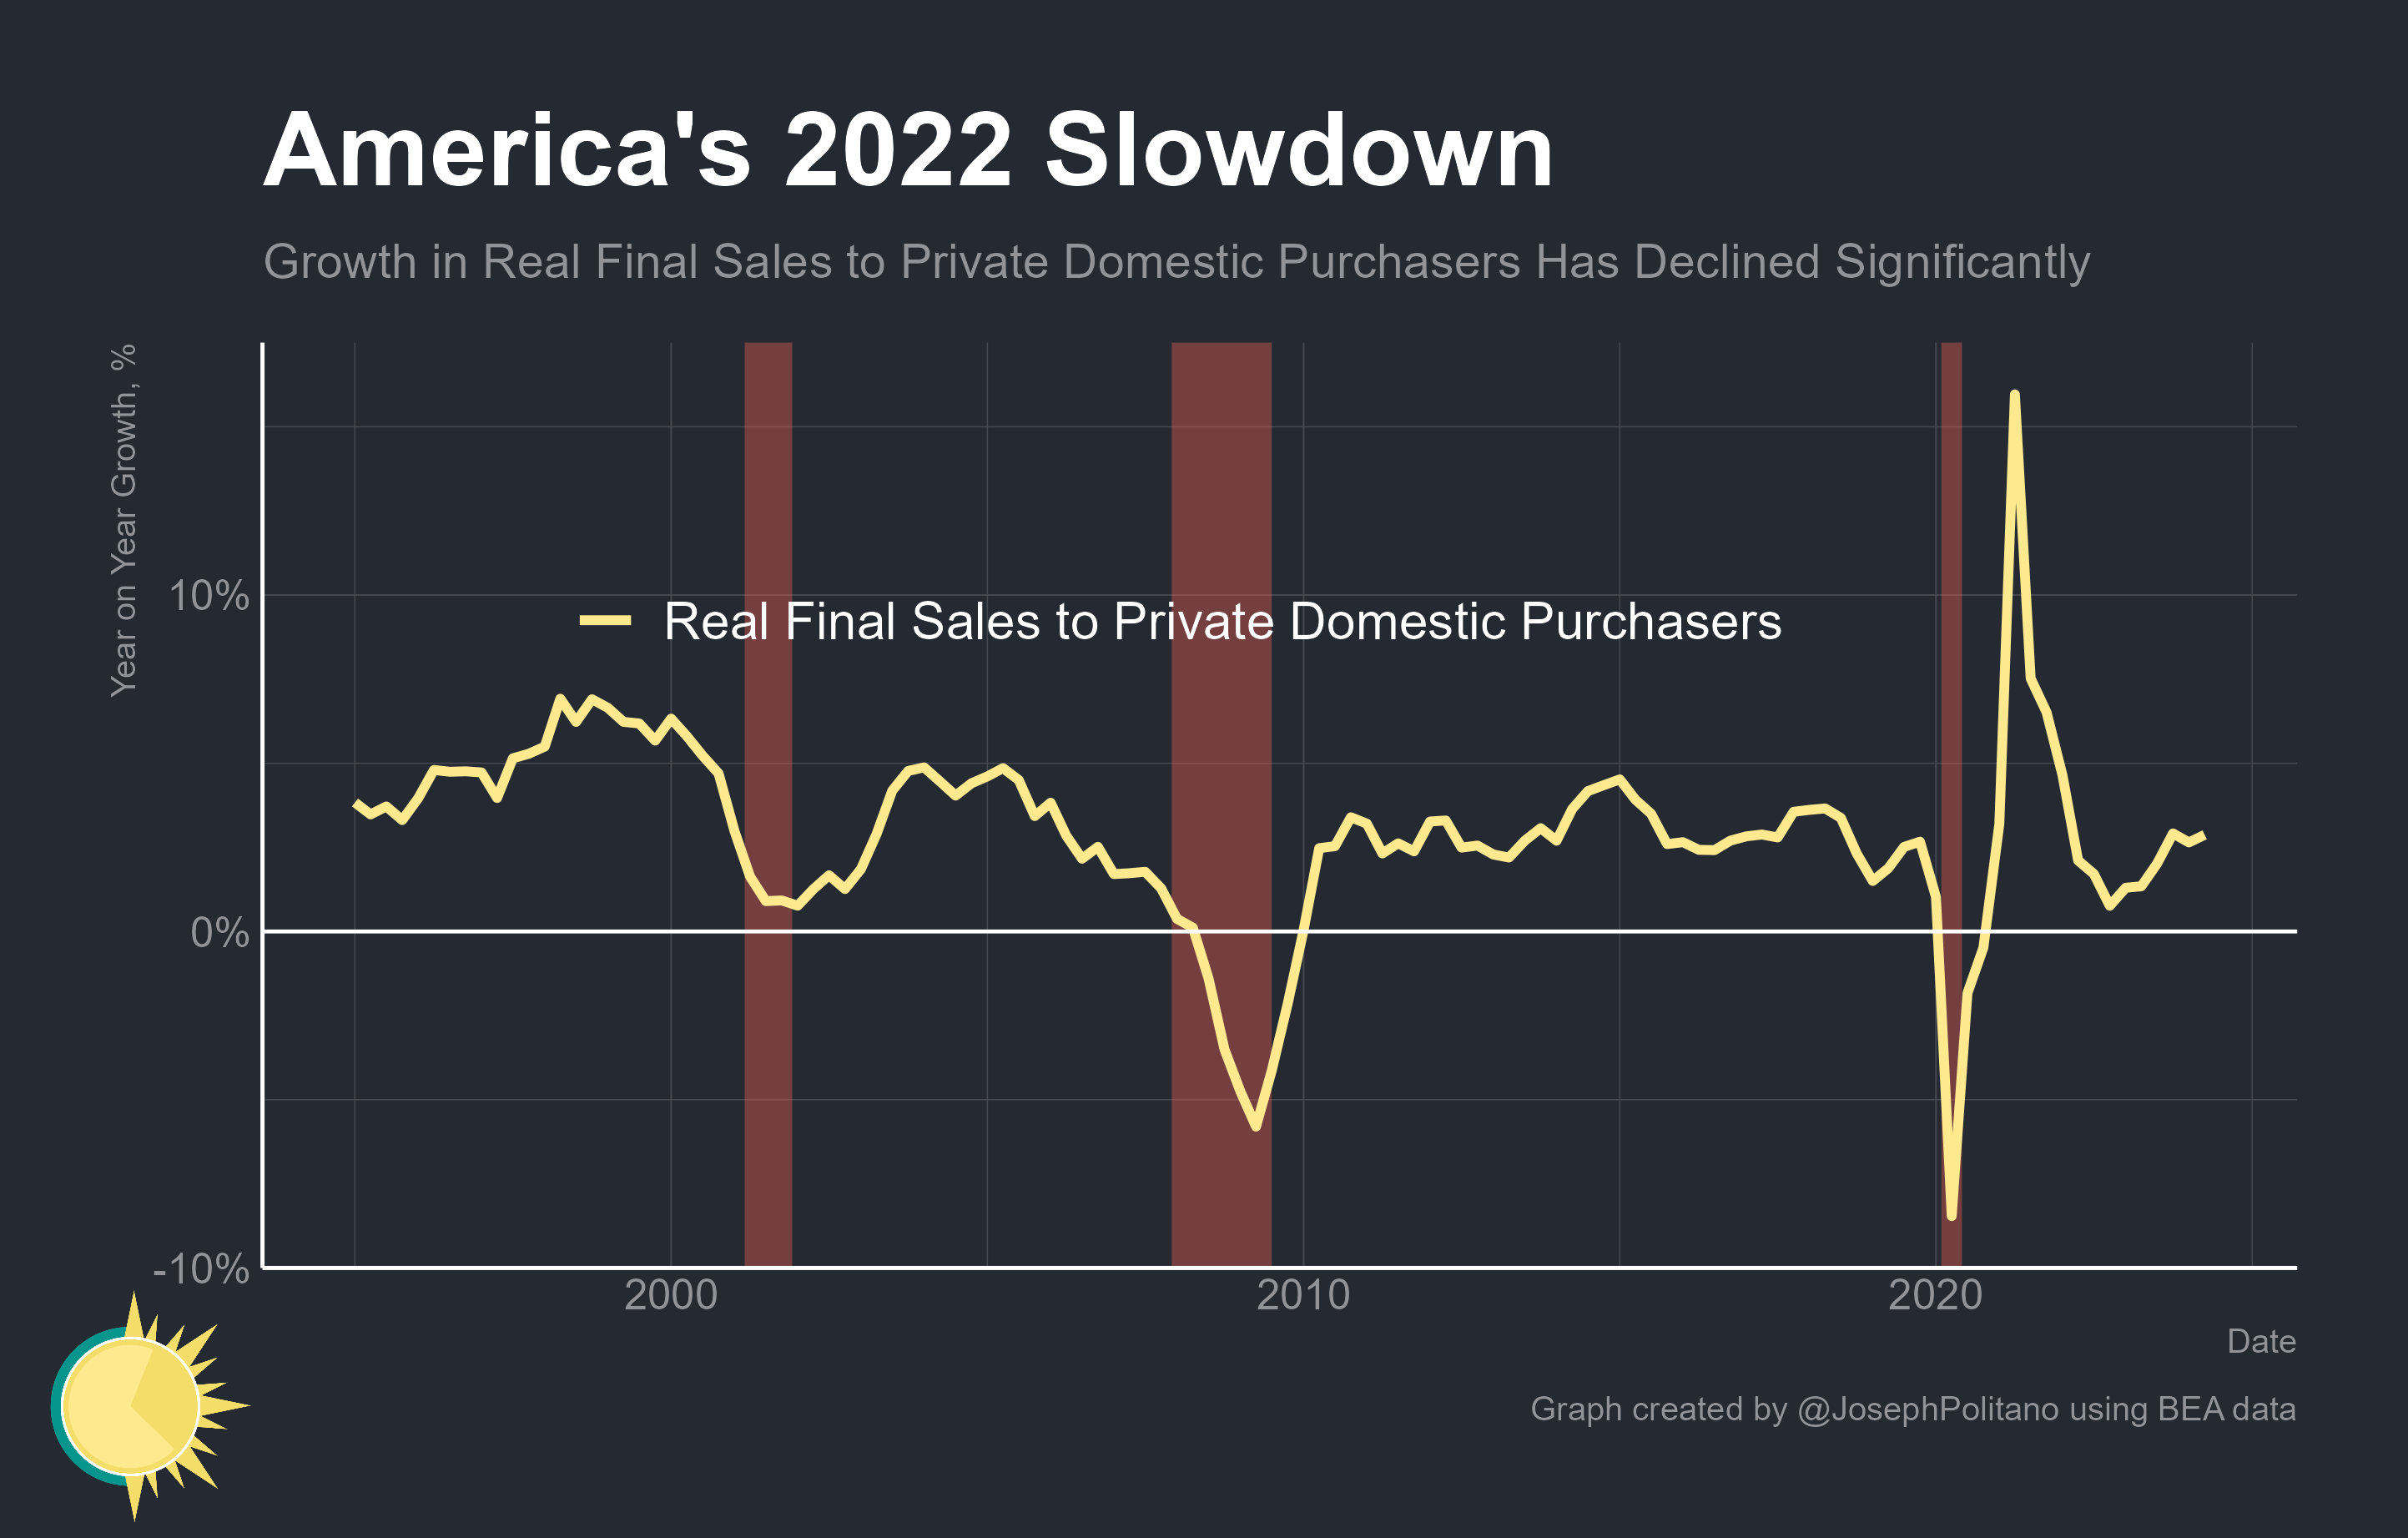 America's 2022 Slowdown
Growth in Real Final Sales to Private Domestic Purchasers Has Declined Significantly
Year on Year Growth, %
10%
Real Final Sales to Private Domestic Purchasers
0%
-10%
2000 2010 2020
Date
Graph created by @JosephPolitano using BEA data